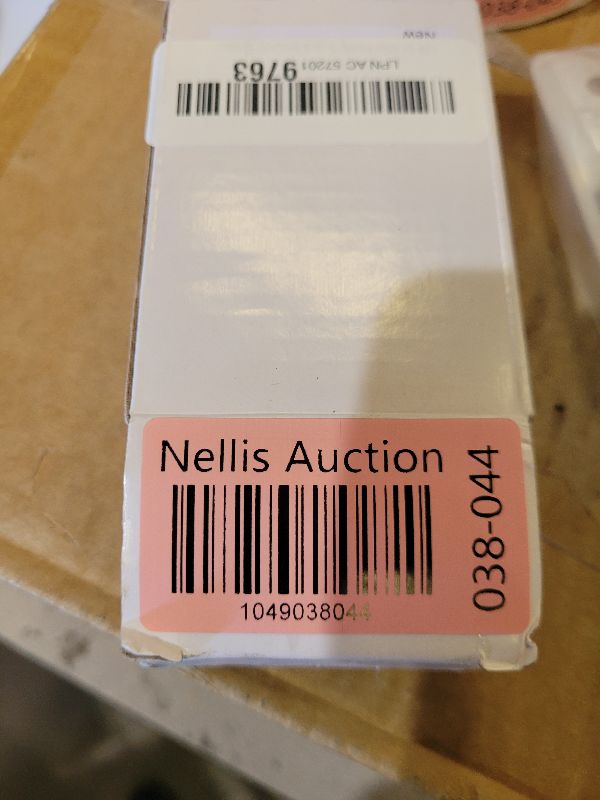 New
LPN AC 57201 9763
Nellis Auction
1049038044
038-044